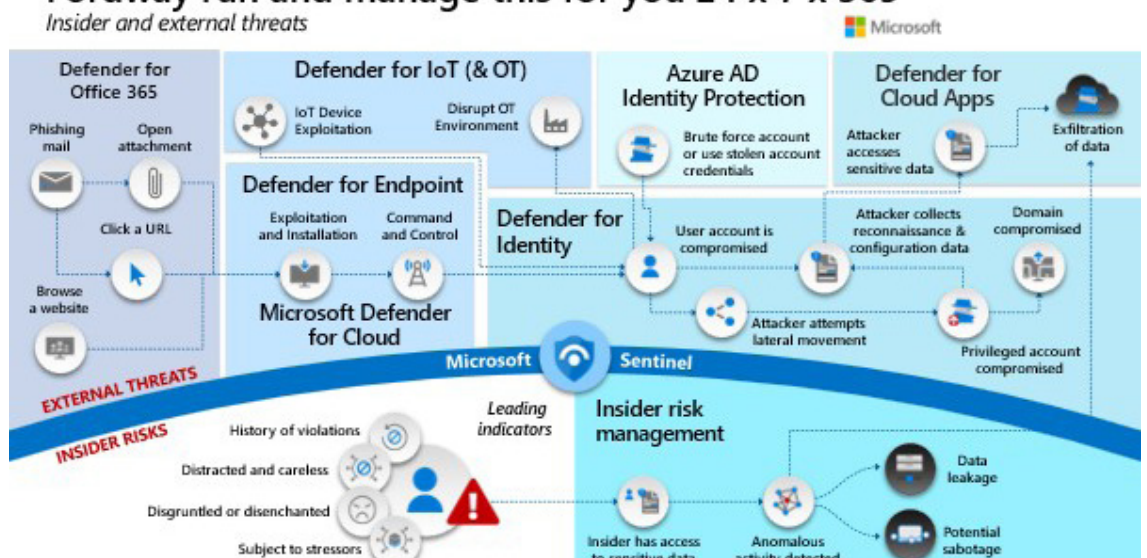 Insider and external threats
Microsoft
Defender for
Office 365
Phishing
mail
Open
attachment
Click a URL
Browse
a website
Defender for IoT (& OT)
IoT Device
Exploitation
Disrupt OT
Environment
Azure AD
Identity Protection
Brute force account
or use stolen account
credentials
Defender for
Cloud Apps
Attacker
accesses
sensitive data
Exfiltration
of data
Defender for Endpoint
Exploitation
and Installation
Command
and Control
Microsoft Defender
for Cloud
Defender for
Identity
User account is
compromised
Attacker collects
reconnaissance &
configuration data
Domain
compromised
Attacker attempts
lateral movement
Privileged account
compromised
Microsoft Sentinel
EXTERNAL THREATS
INSIDER RISKS
Leading
indicators
History of violations
Distracted and careless
Disgruntled or disenchanted
Subject to stressors
Insider risk
management
Insider has access
to sensitive data
Anomalous
activity detected
Data
leakage
Potential
sabotage